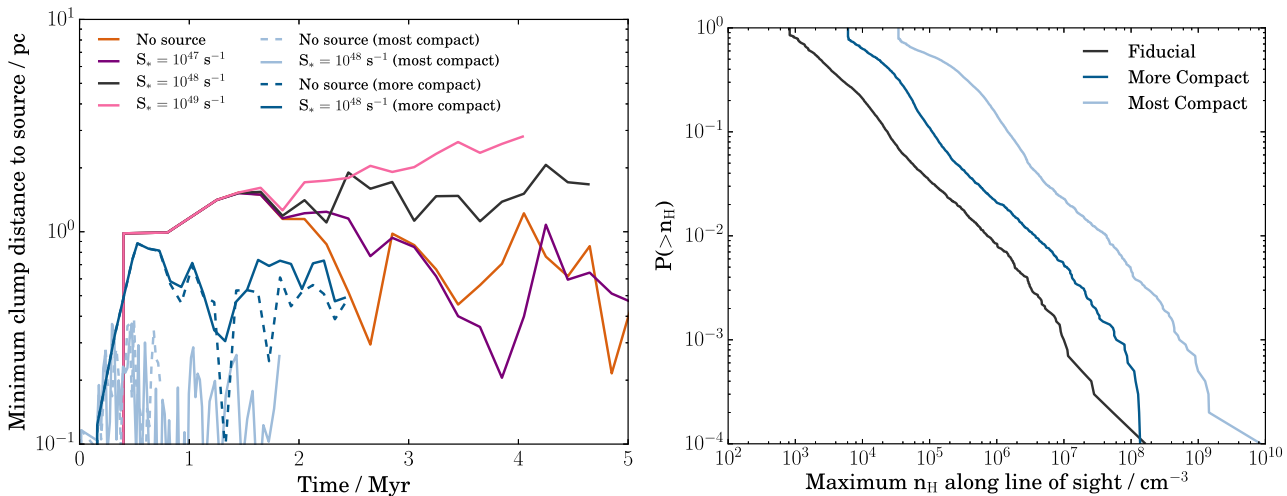 Minimum clump distance to source / pc
10¹
10⁰
10⁻¹
No source
S∗ = 10⁴⁷ s⁻¹
S∗ = 10⁴⁸ s⁻¹
S∗ = 10⁴⁹ s⁻¹
No source (most compact)
S∗ = 10⁴⁸ s⁻¹ (most compact)
No source (more compact)
S∗ = 10⁴⁸ s⁻¹ (more compact)
0 1 2 3 4 5
Time / Myr
P(>n_H)
10⁰
10⁻¹
10⁻²
10⁻³
10⁻⁴
Fiducial
More Compact
Most Compact
10² 10³ 10⁴ 10⁵ 10⁶ 10⁷ 10⁸ 10⁹ 10¹⁰
Maximum n_H along line of sight / cm⁻³